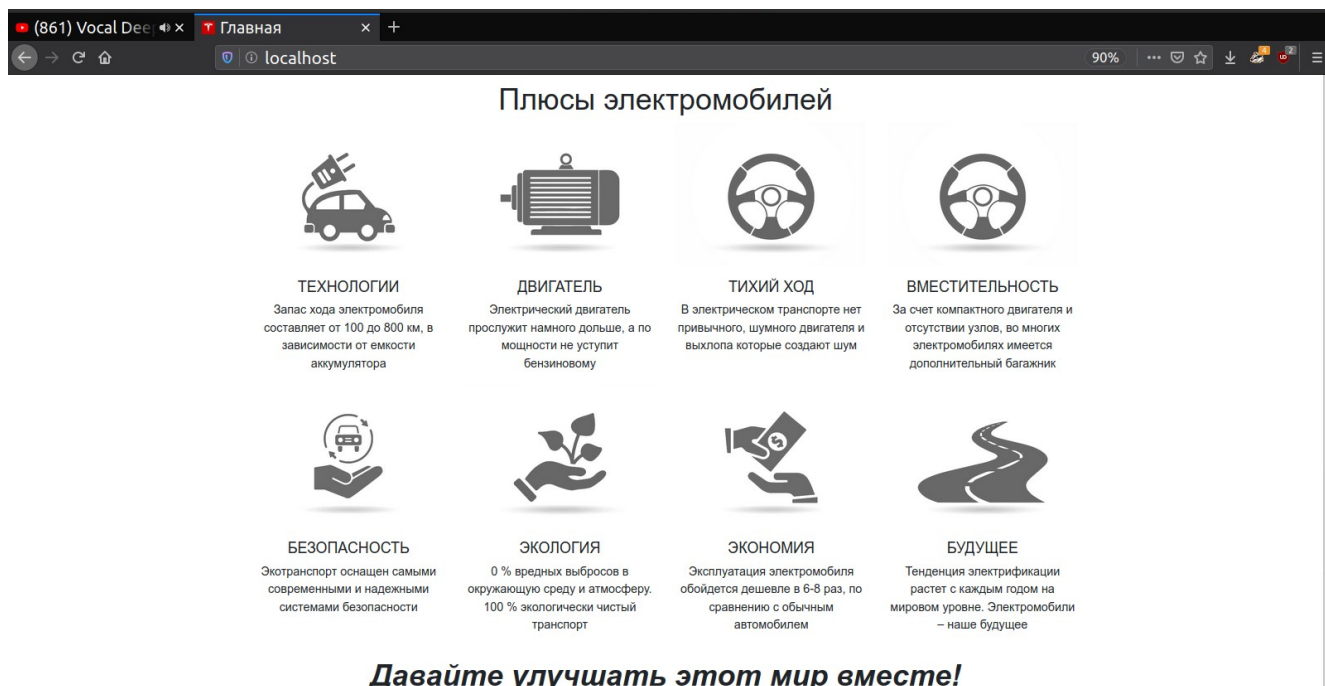 (861) Vocal Dee
Главная
localhost
90%
4
2
Плюсы электромобилей
ТЕХНОЛОГИИ
Запас хода электромобиля
составляет от 100 до 800 км, в
зависимости от емкости
аккумулятора
ДВИГАТЕЛЬ
Электрический двигатель
прослужит намного дольше, а по
мощности не уступит
бензиновому
ТИХИЙ ХОД
В электрическом транспорте нет
привычного, шумного двигателя и
выхлопа которые создают шум
ВМЕСТИТЕЛЬНОСТЬ
За счет компактного двигателя и
отсутствии узлов, во многих
электромобилях имеется
дополнительный багажник
БЕЗОПАСНОСТЬ
Экотранспорт оснащен самыми
современными и надежными
системами безопасности
ЭКОЛОГИЯ
0 % вредных выбросов в
окружающую среду и атмосферу.
100 % экологически чистый
транспорт
ЭКОНОМИЯ
Эксплуатация электромобиля
обойдется дешевле в 6-8 раз, по
сравнению с обычным
автомобилем
БУДУЩЕЕ
Тенденция электрификации
растет с каждым годом на
мировом уровне. Электромобили
– наше будущее
Давайте улучшать этот мир вместе!